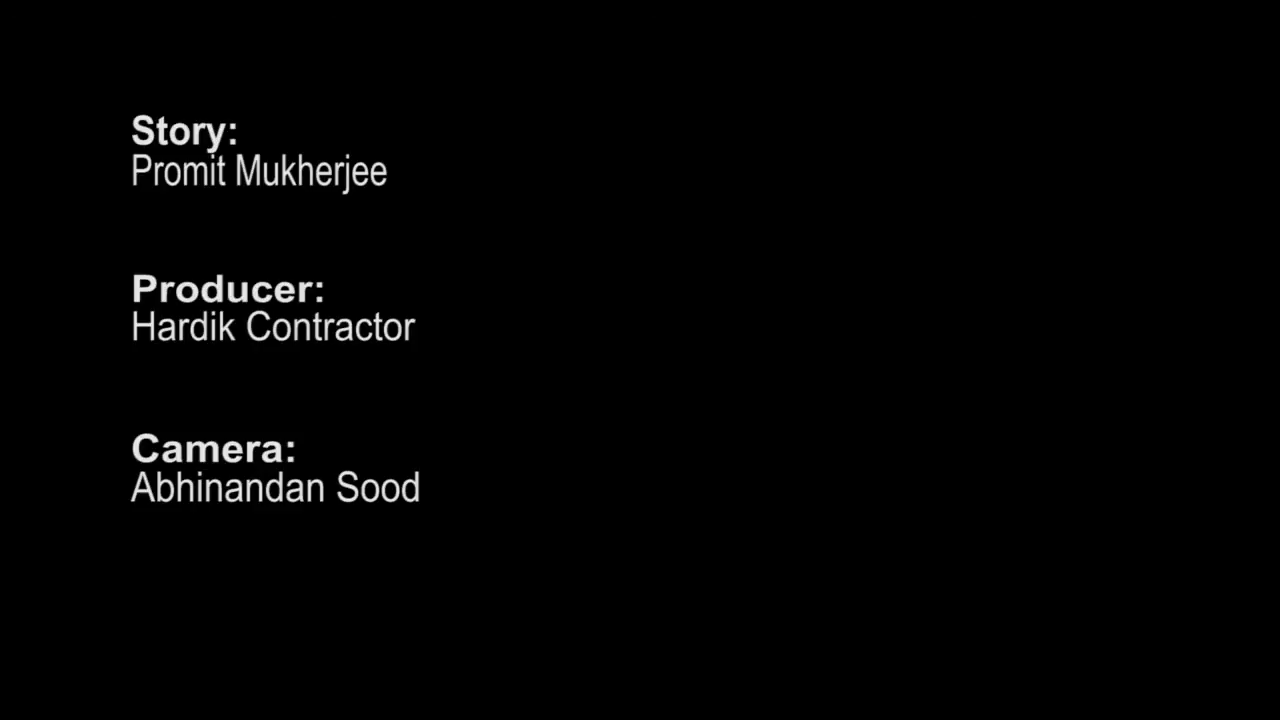 Story:
Promit Mukherjee
Producer:
Hardik Contractor
Camera:
Abhinandan Sood